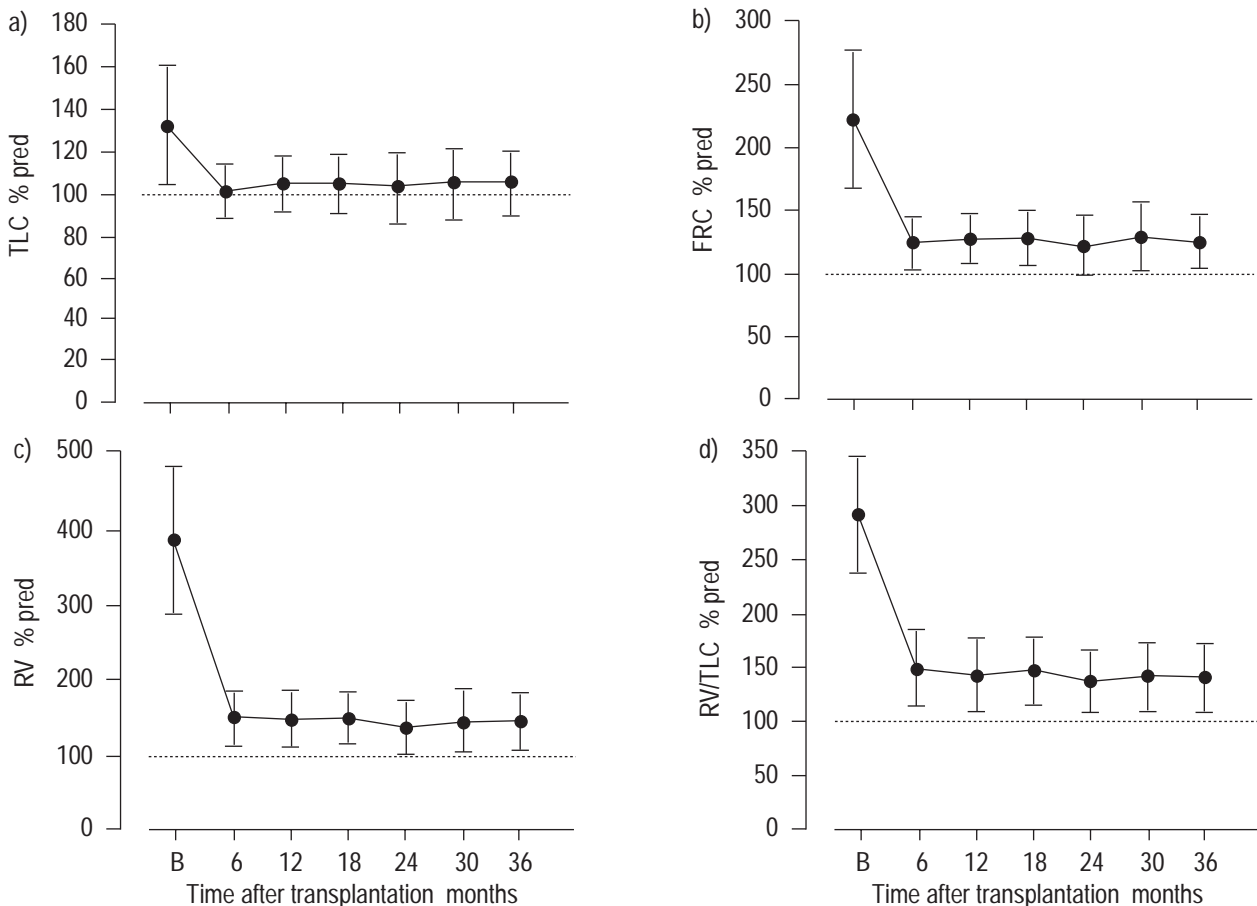 a)
180
160
140
120
100
80
60
40
20
0
TLC % pred
b)
300
250
200
150
100
50
0
FRC % pred
c)
500
400
300
200
100
0
RV % pred
B 6 12 18 24 30 36
Time after transplantation months
d)
350
300
250
200
150
100
50
0
RV/TLC % pred
B 6 12 18 24 30 36
Time after transplantation months